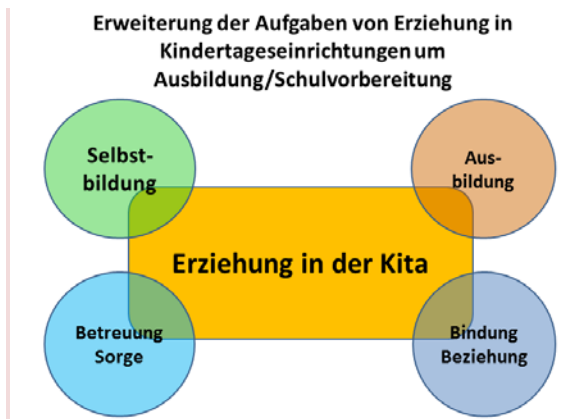 Erweiterung der Aufgaben von Erziehung in
Kindertageseinrichtungen um
Ausbildung/Schulvorbereitung
Selbst-
bildung
Aus-
bildung
Erziehung in der Kita
Betreuung
Sorge
Bindung
Beziehung